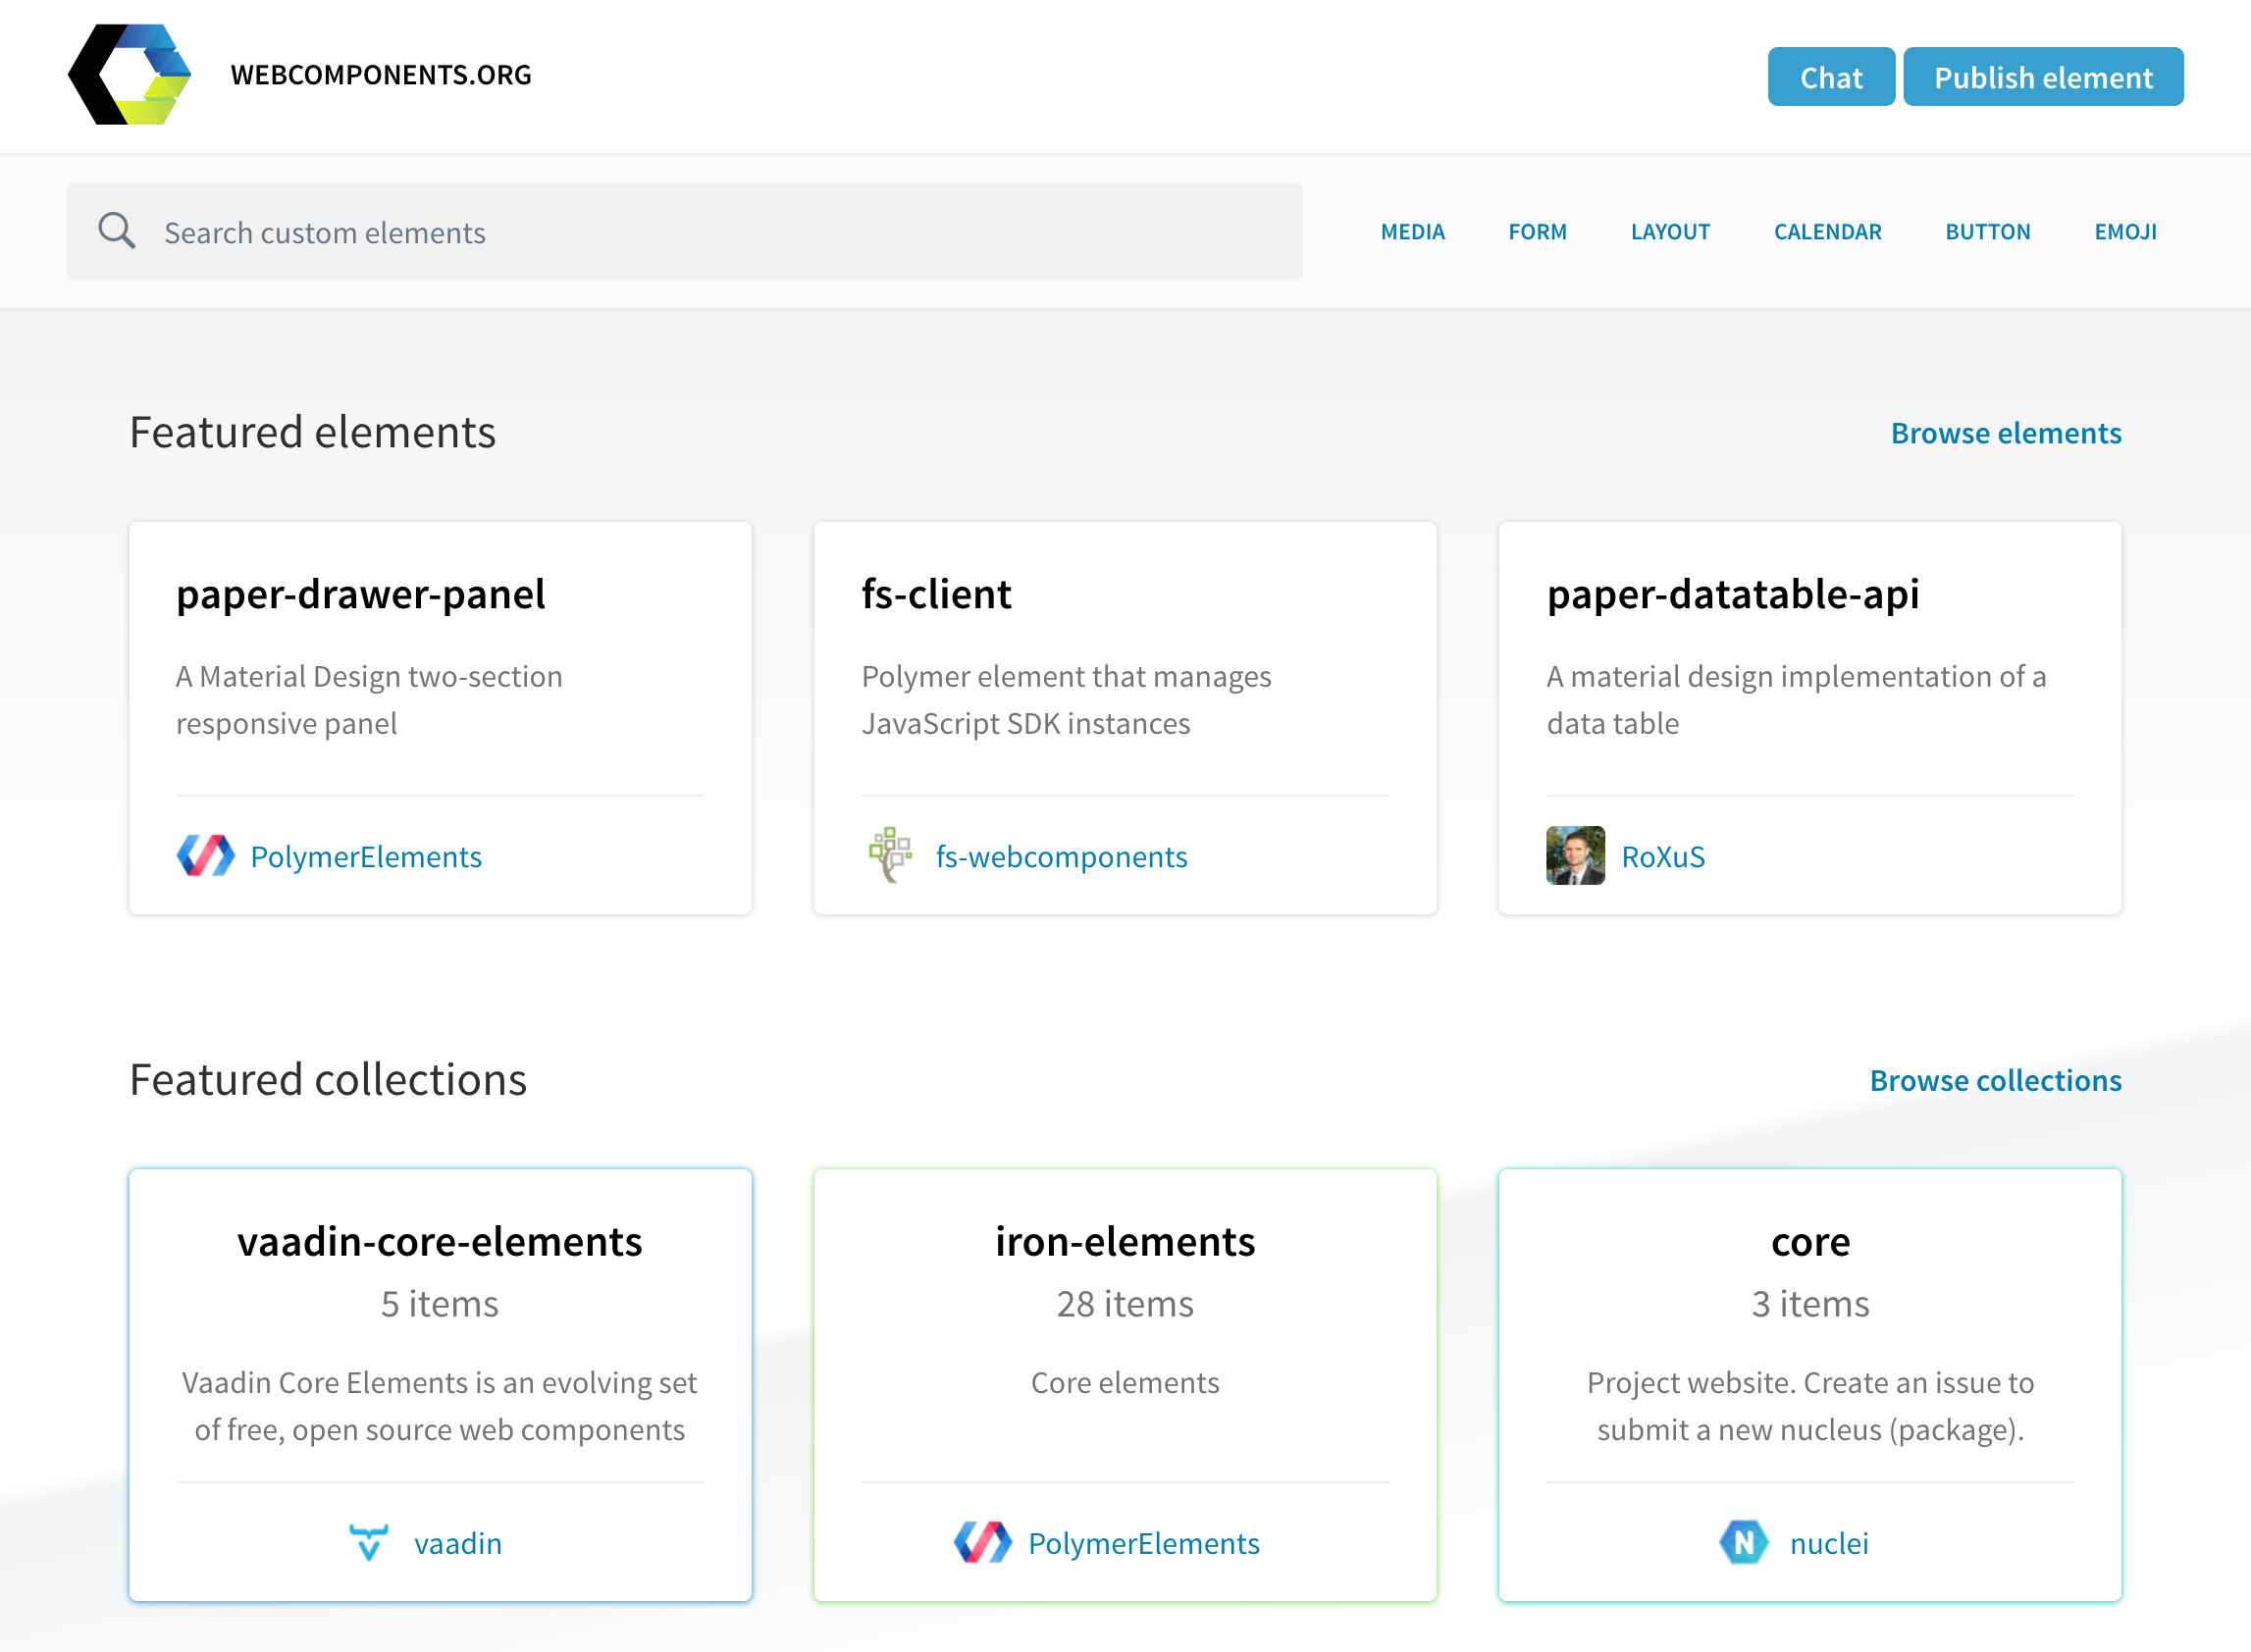 WEBCOMPONENTS.ORG
Chat
Publish element
Search custom elements
MEDIA
FORM
LAYOUT
CALENDAR
BUTTON
EMOJI
Featured elements
Browse elements
paper-drawer-panel
A Material Design two-section
responsive panel
PolymerElements
fs-client
Polymer element that manages
JavaScript SDK instances
fs-webcomponents
paper-datatable-api
A material design implementation of a
data table
RoXuS
Featured collections
Browse collections
vaadin-core-elements
5 items
Vaadin Core Elements is an evolving set
of free, open source web components
vaadin
iron-elements
28 items
Core elements
PolymerElements
core
3 items
Project website. Create an issue to
submit a new nucleus (package).
N
nuclei